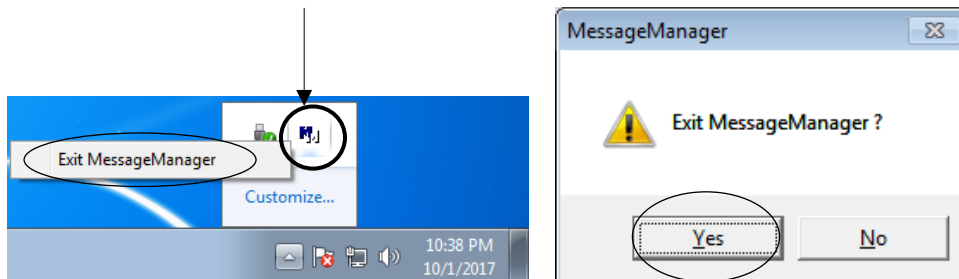 Exit MessageManager
Customize...
10:38 PM
10/1/2017
MessageManager
Exit MessageManager ?
Yes
No